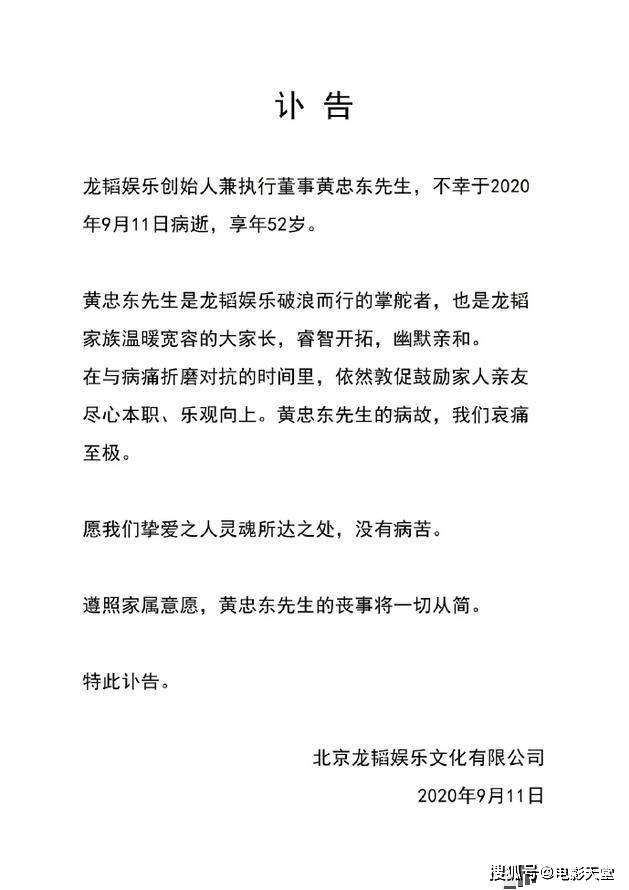 讣 告
龙韬娱乐创始人兼执行董事黄忠东先生，不幸于2020
年9月11日病逝，享年52岁。
黄忠东先生是龙韬娱乐破浪而行的掌舵者，也是龙韬
家族温暖宽容的大家长，睿智开拓，幽默亲和。
在与病痛折磨对抗的时间里，依然敦促鼓励家人亲友
尽心本职、乐观向上。黄忠东先生的病故，我们哀痛
至极。
愿我们挚爱之人灵魂所达之处，没有病苦。
遵照家属意愿，黄忠东先生的丧事将一切从简。
特此讣告。
北京龙韬娱乐文化有限公司
2020年9月11日
搜狐号@电影天堂